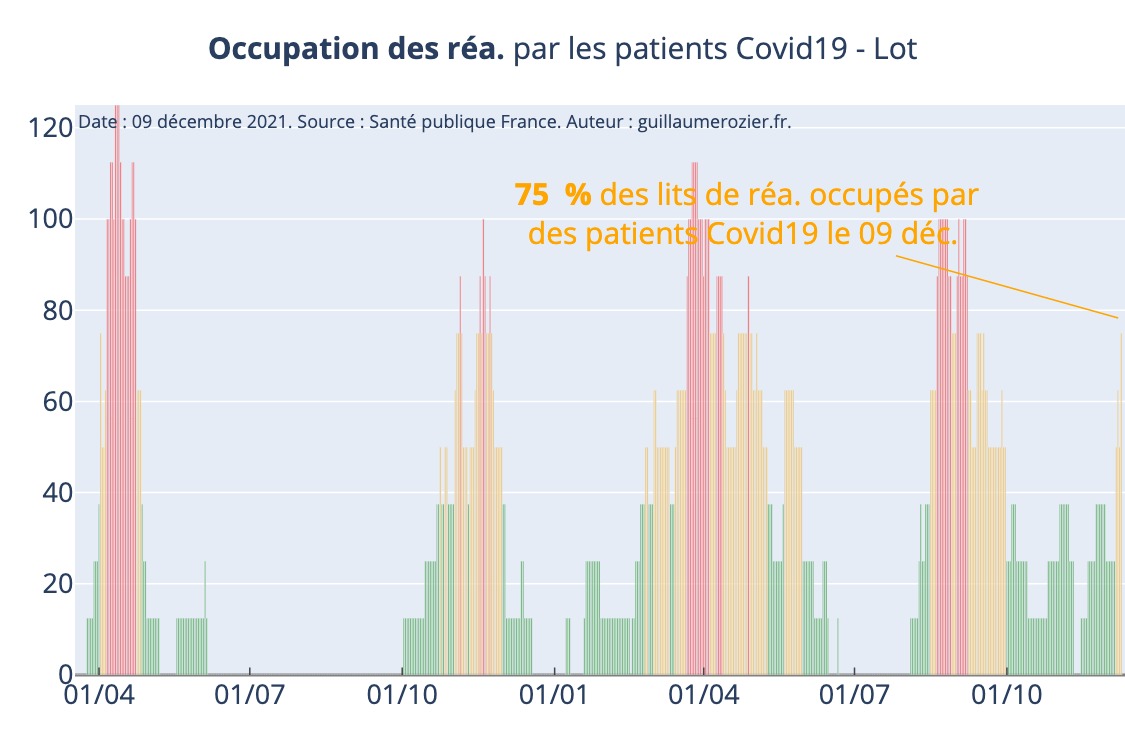 Occupation des réa. par les patients Covid19 - Lot
120
Date : 09 décembre 2021. Source : Santé publique France. Auteur : guillaumerozier.fr.
75 % des lits de réa. occupés par
des patients Covid19 le 09 déc.
100
80
60
40
20
0
01/04 01/07 01/10 01/01 01/04 01/07 01/10